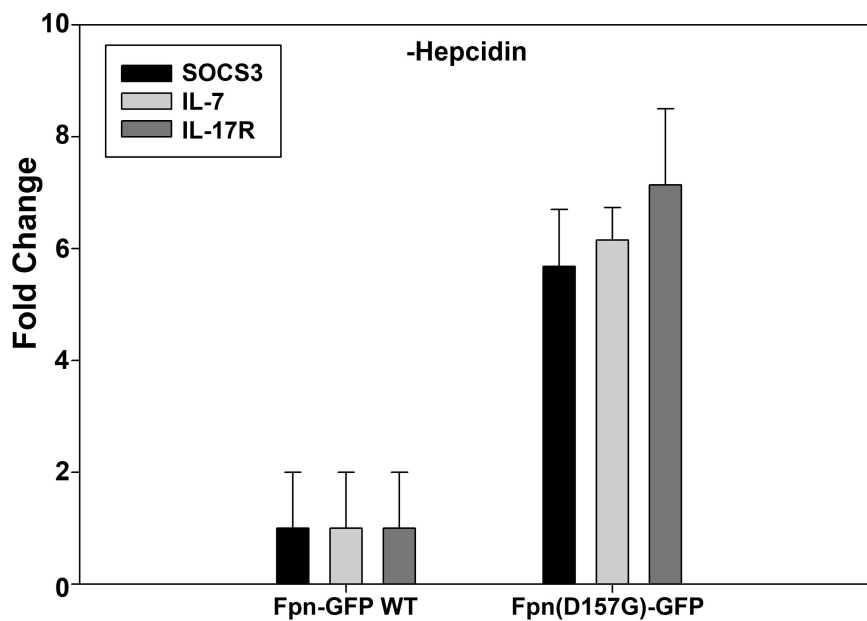 -Hepcidin
SOCS3
IL-7
IL-17R
Fold Change
10
8
6
4
2
0
Fpn-GFP WT
Fpn(D157G)-GFP